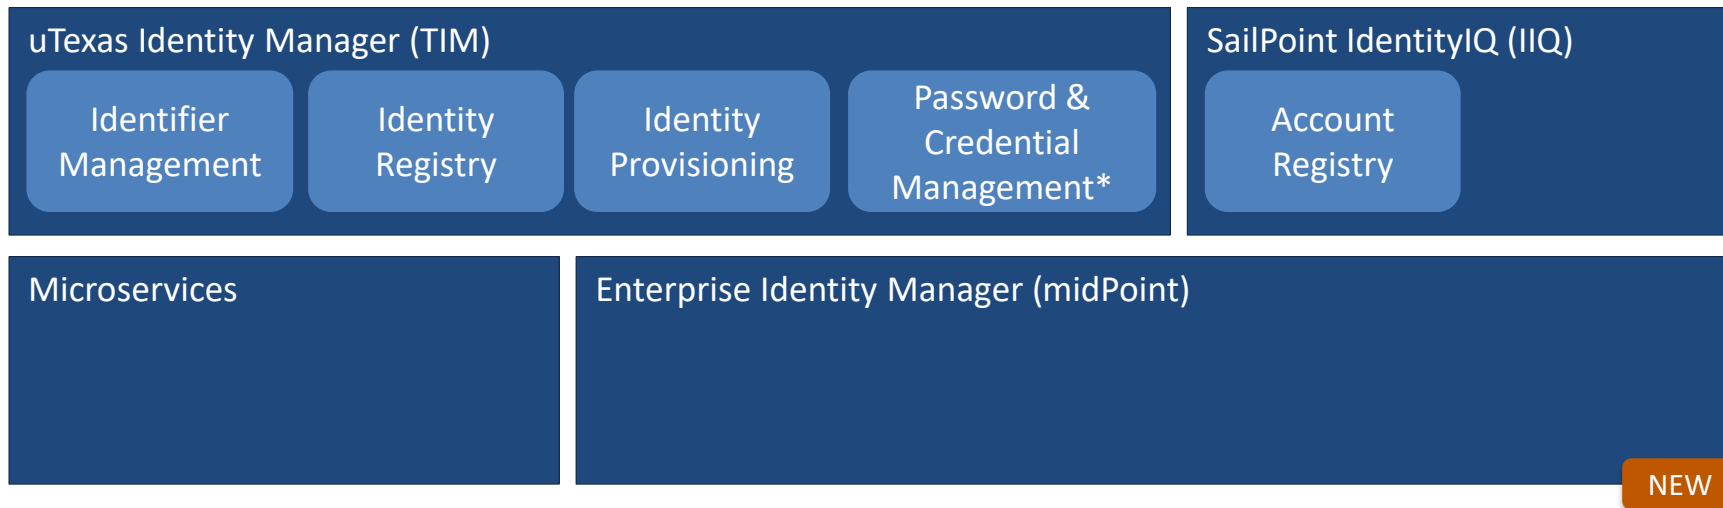 uTexas Identity Manager (TIM)
Identifier
Management
Identity
Registry
Identity
Provisioning
Password &
Credential
Management*
SailPoint IdentityIQ (IIQ)
Account
Registry
Microservices
Enterprise Identity Manager (midPoint)
NEW